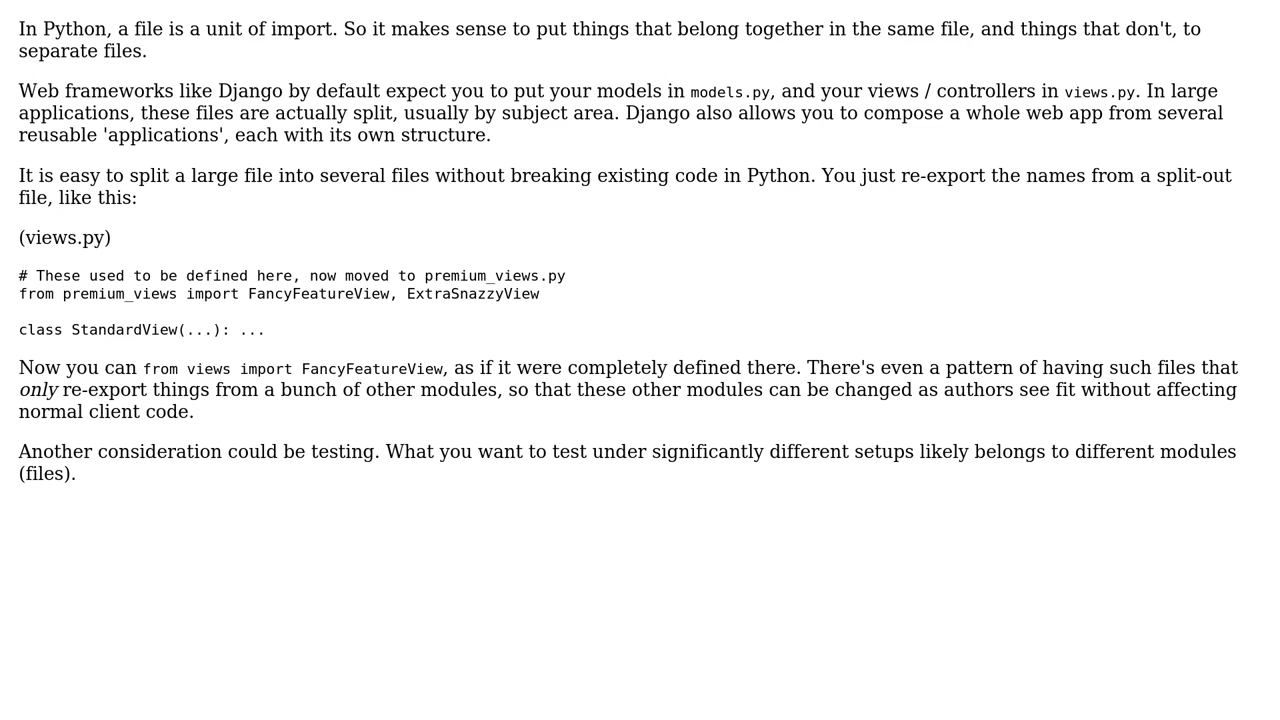 In Python, a file is a unit of import. So it makes sense to put things that belong together in the same file, and things that don't, to
separate files.
Web frameworks like Django by default expect you to put your models in models.py, and your views / controllers in views.py. In large
applications, these files are actually split, usually by subject area. Django also allows you to compose a whole web app from several
reusable 'applications', each with its own structure.
It is easy to split a large file into several files without breaking existing code in Python. You just re-export the names from a split-out
file, like this:
(views.py)
# These used to be defined here, now moved to premium_views.py
from premium_views import FancyFeatureView, ExtraSnazzyView
class StandardView(...): ...
Now you can from views import FancyFeatureView, as if it were completely defined there. There's even a pattern of having such files that
only re-export things from a bunch of other modules, so that these other modules can be changed as authors see fit without affecting
normal client code.
Another consideration could be testing. What you want to test under significantly different setups likely belongs to different modules
(files).